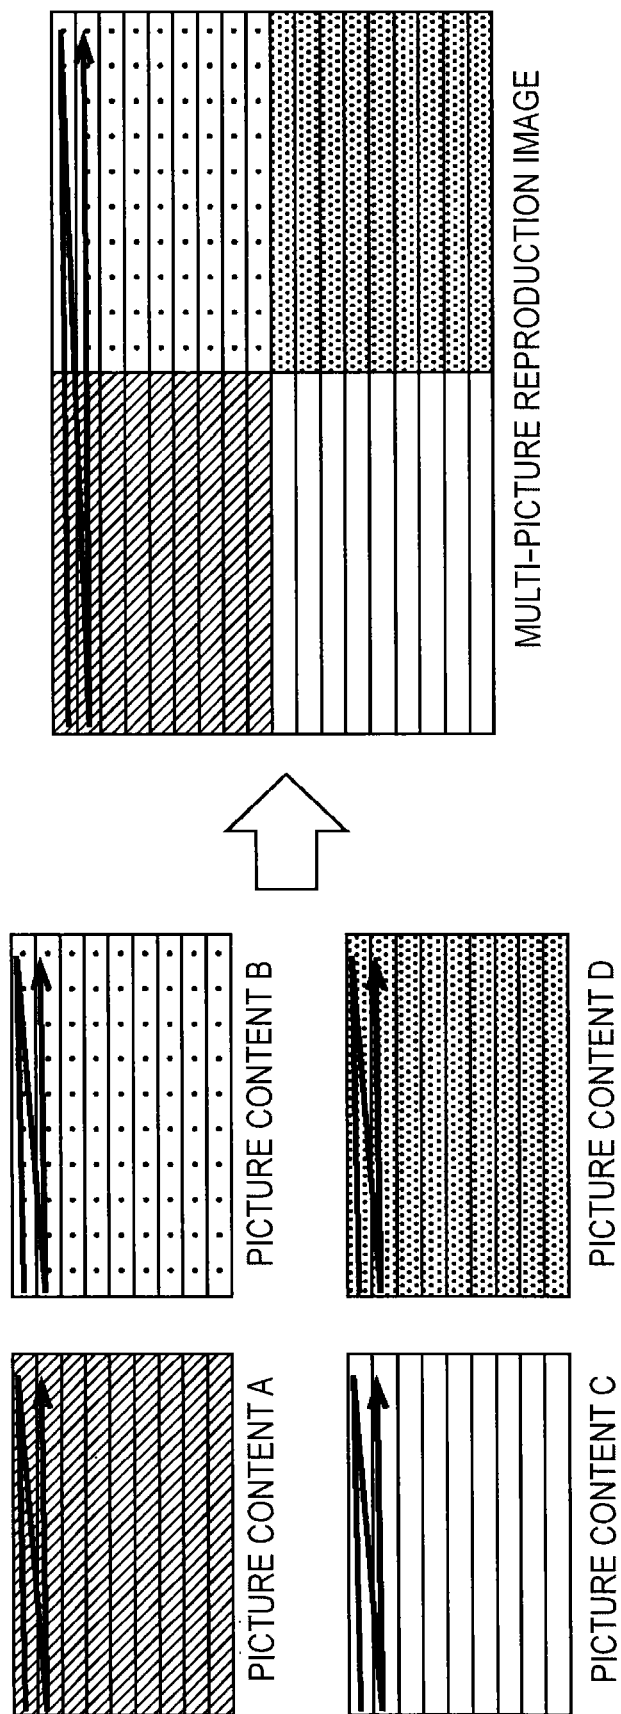 PICTURE CONTENT A
PICTURE CONTENT B
PICTURE CONTENT C
PICTURE CONTENT D
MULTI-PICTURE REPRODUCTION IMAGE